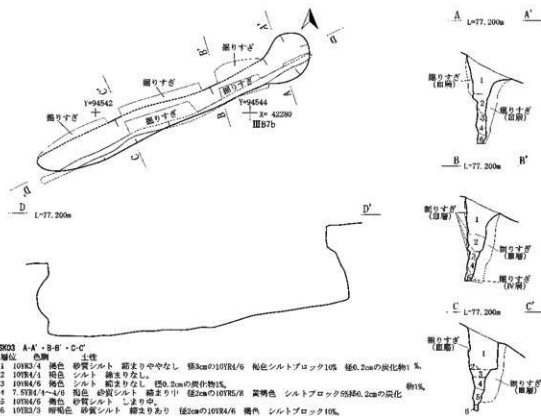 A'
D
B'
掘りすぎ
C'
掘りすぎ
掘りすぎ
A
Y=94542
掘りすぎ
B
Y=94544
X= 42280
ⅢB7b
C
D'
D
L=77.200m
D'
A
L=77.200m
A'
掘りすぎ
(Ⅲ層)
1
2
3
4
掘りすぎ
(Ⅲ層)
B
L=77.200m
B'
掘りすぎ
(Ⅲ層)
1
2
3
4
掘りすぎ
(Ⅲ層)
掘りすぎ
(Ⅳ層)
C
L=77.200m
C'
掘りすぎ
(Ⅲ層)
1
2
3
4
掘りすぎ
(Ⅲ層)
SK03 A-A'・B-B'・C-C'
層位 色調 土性
1 10YR3/4 褐色 砂質シルト 締まりややなし 径3cmの10YR4/6 褐色シルトブロック10% 径0.2cmの炭化物1%。
2 10YR4/4 褐色 シルト 締まりなし。
3 10YR4/6 褐色 シルト 締まりなし 径0.2cmの炭化物1%。
4 7.5YR4/4~4/6 褐色 砂質シルト 締まり中 径2cmの10YR5/8 黄褐色 シルトブロック5%径0.2cmの炭化物1%。
5 10YR4/6 褐色 砂質シルト しまり中。
6 10YR3/3 暗褐色 砂質シルト 締まりあり 径2cmの10YR4/6 褐色 シルトブロック10%。